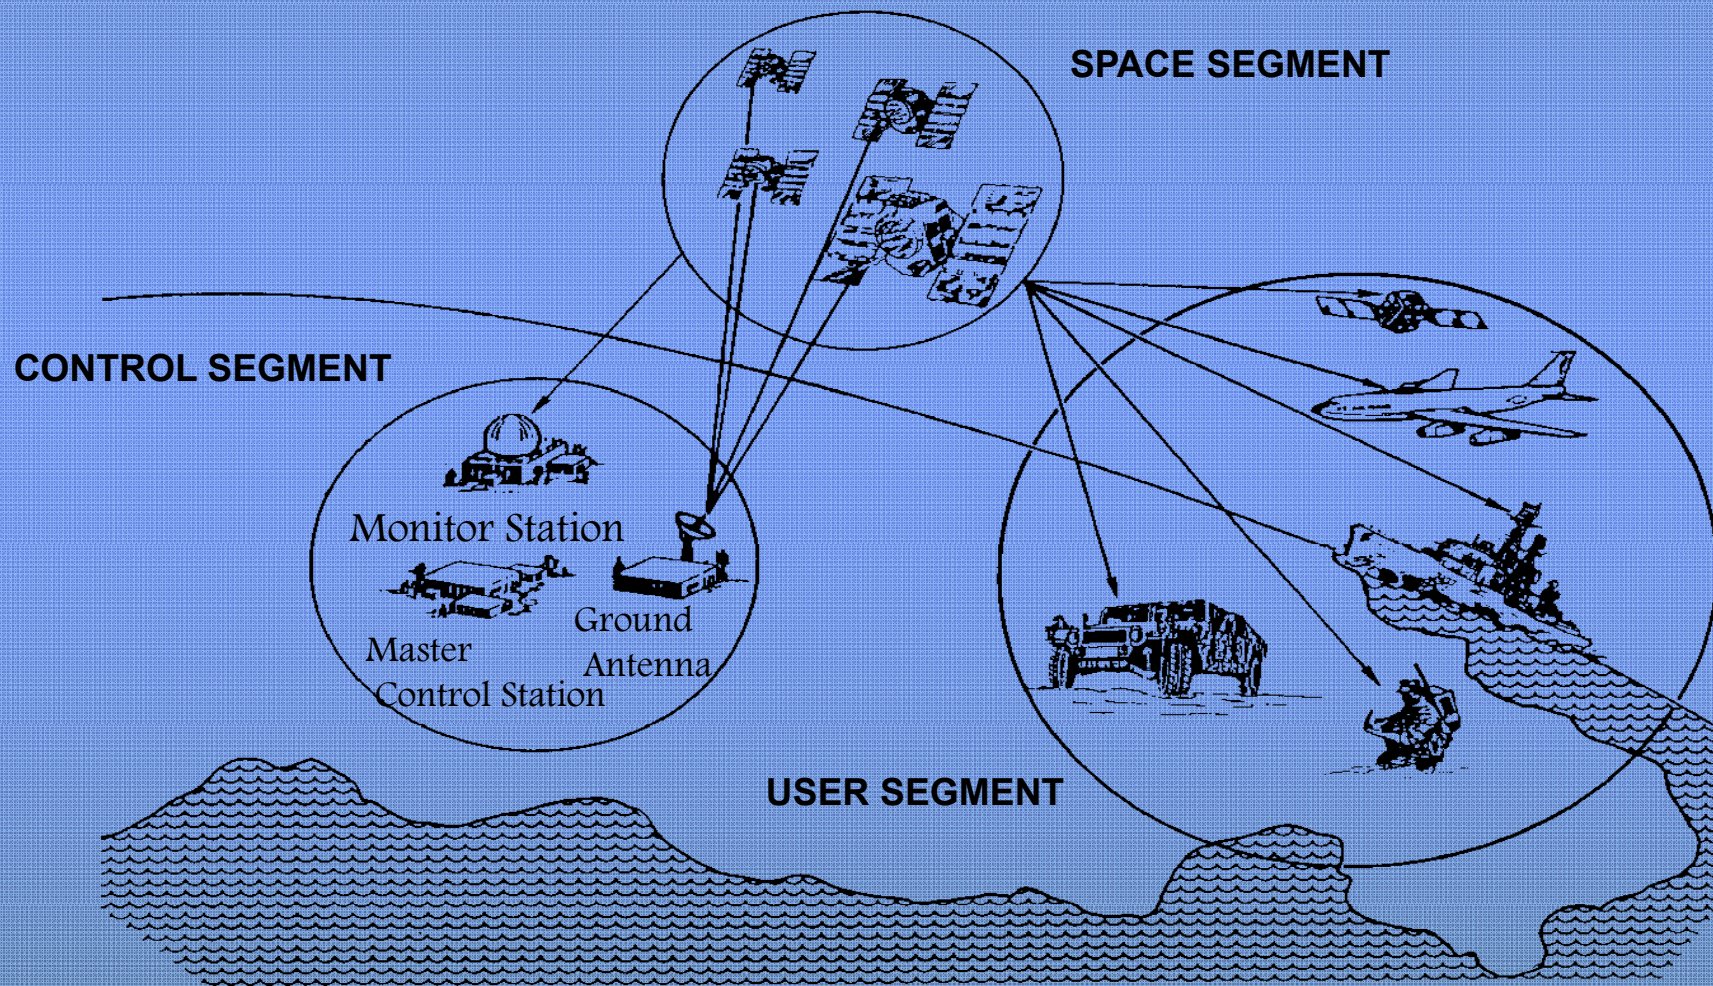 SPACE SEGMENT
CONTROL SEGMENT
Monitor Station
Ground
Antenna
Master
Control Station
USER SEGMENT